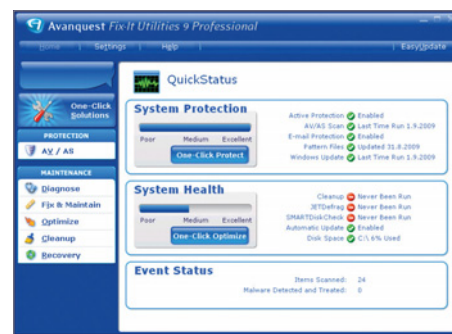 Avanquest Fix-It Utilities 9 Professional
Home | Settings | Help |
| EasyUpdate
QuickStatus
One-Click
Solutions
PROTECTION
AV / AS
MAINTENANCE
Diagnose
Fix & Maintain
Optimize
Cleanup
Recovery
System Protection
Poor Medium Excellent
One-Click Protect
Active Protection Enabled
AV/AS Scan Last Time Run 1.9.2009
E-mail Protection Enabled
Pattern Files Updated 31.8.2009
Windows Update Last Time Run 1.9.2009
System Health
Poor Medium Excellent
One-Click Optimize
Cleanup Never Been Run
JETDefrag Never Been Run
SMARTDiskCheck Never Been Run
Automatic Update Enabled
Disk Space C:\ 6% Used
Event Status
Items Scanned: 24
Malware Detected and Treated: 0